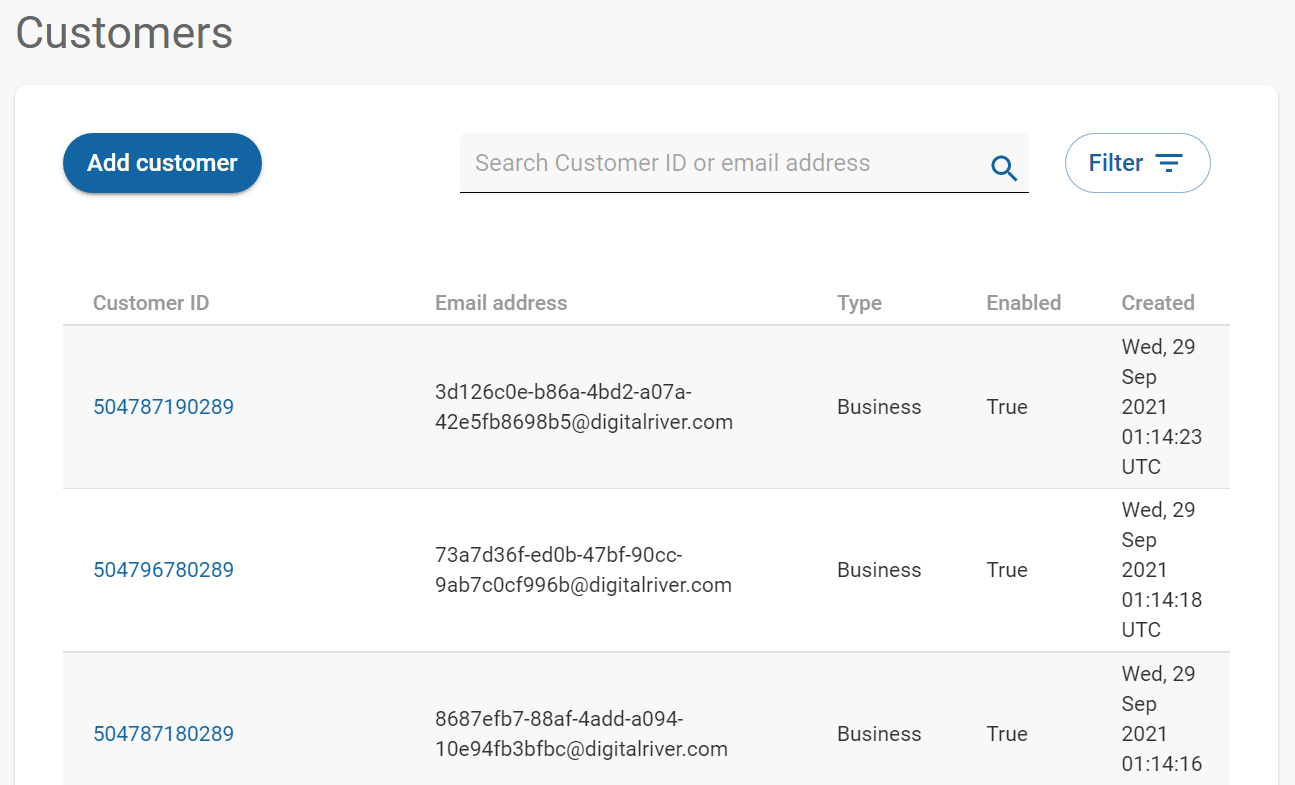 Customers
Add customer
Search Customer ID or email address
Filter
Customer ID Email address Type Enabled Created
504787190289
3d126c0e-b86a-4bd2-a07a-
42e5fb8698b5@digitalriver.com
Business
True
Wed, 29
Sep
2021
01:14:23
UTC
504796780289
73a7d36f-ed0b-47bf-90cc-
9ab7c0cf996b@digitalriver.com
Business
True
Wed, 29
Sep
2021
01:14:18
UTC
504787180289
8687efb7-88af-4add-a094-
10e94fb3bfbc@digitalriver.com
Business
True
Wed, 29
Sep
2021
01:14:16